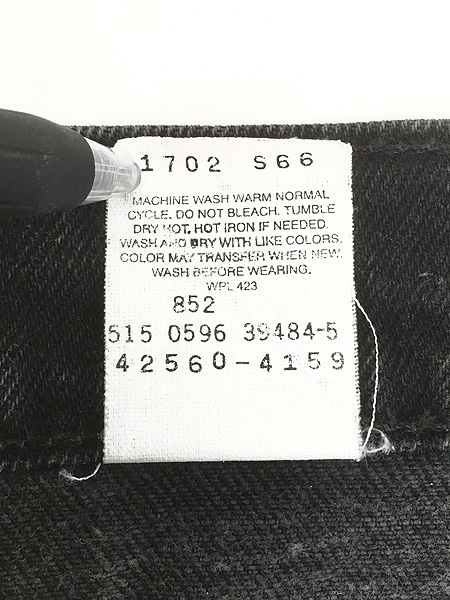 1702 S66
MACHINE WASH WARM NORMAL
CYCLE. DO NOT BLEACH. TUMBLE
DRY HOT. HOT IRON IF NEEDED.
WASH AND DRY WITH LIKE COLORS.
COLOR MAY TRANSFER WHEN NEW.
WASH BEFORE WEARING.
WPL 423
852
515 0596 39484-5
42560-4159